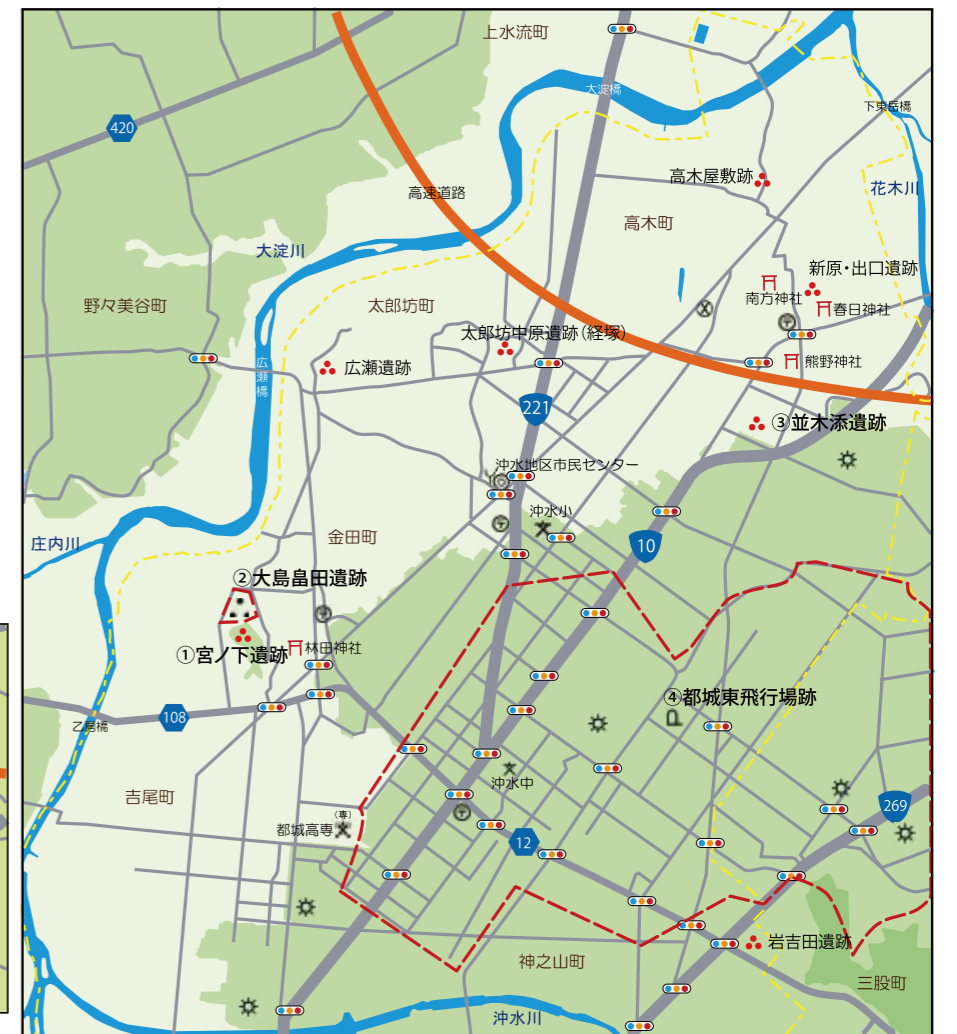 上水流町
大淀橋
420
下東岳橋
高木屋敷跡
花木川
高速道路
高木町
大淀川
新原・出口遺跡
南方神社
春日神社
野々美谷町
太郎坊町
太郎坊中原遺跡（経塚）
熊野神社
広瀬橋
広瀬遺跡
221
③並木添遺跡
沖水地区市民センター
沖水小
庄内川
金田町
10
②大島畠田遺跡
①宮ノ下遺跡
林田神社
④都城東飛行場跡
108
乙房橋
沖水中
吉尾町
269
（専）
都城高専
12
岩吉田遺跡
神之山町
三股町
沖水川